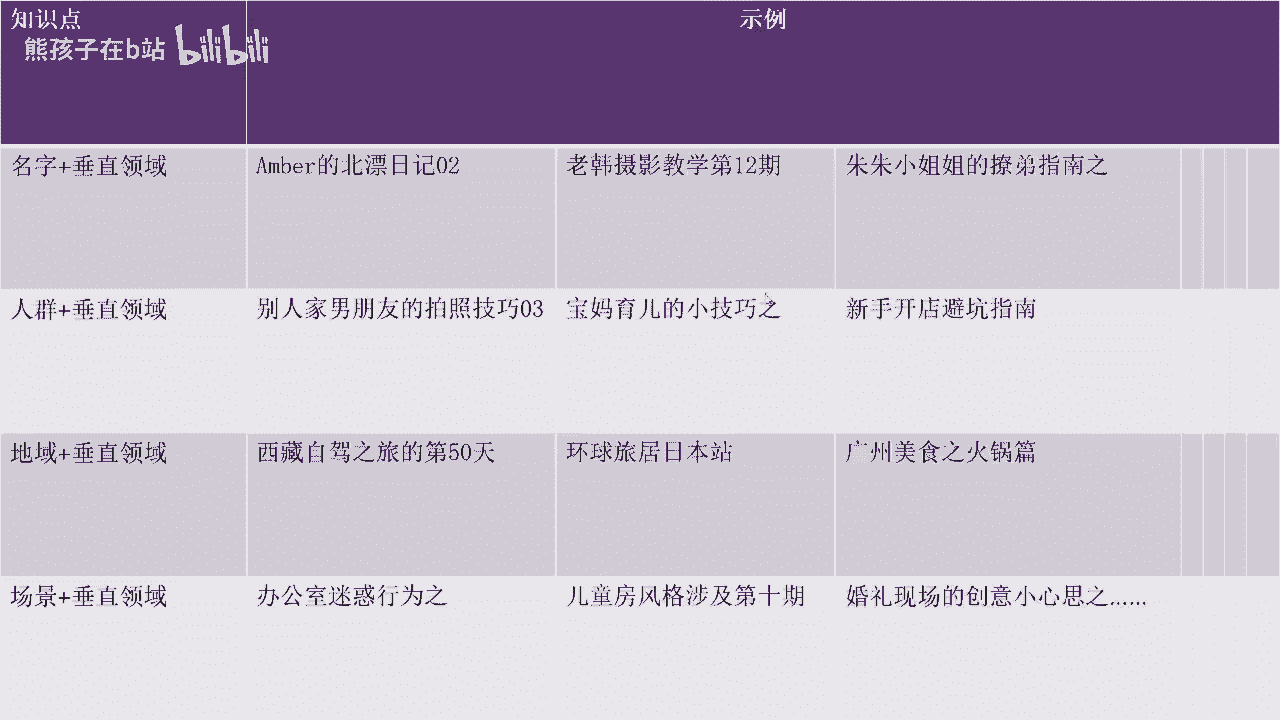 知识点
示例
熊孩子在b站 bilibili
名字+垂直领域
Amber的北漂日记02
老韩摄影教学第12期
朱朱小姐姐的撩弟指南之
人群+垂直领域
别人家男朋友的拍照技巧03
宝妈育儿的小技巧之
新手开店避坑指南
地域+垂直领域
西藏自驾之旅的第50天
环球旅居日本站
广州美食之火锅篇
场景+垂直领域
办公室迷惑行为之
儿童房风格涉及第十期
婚礼现场的创意小心思之……